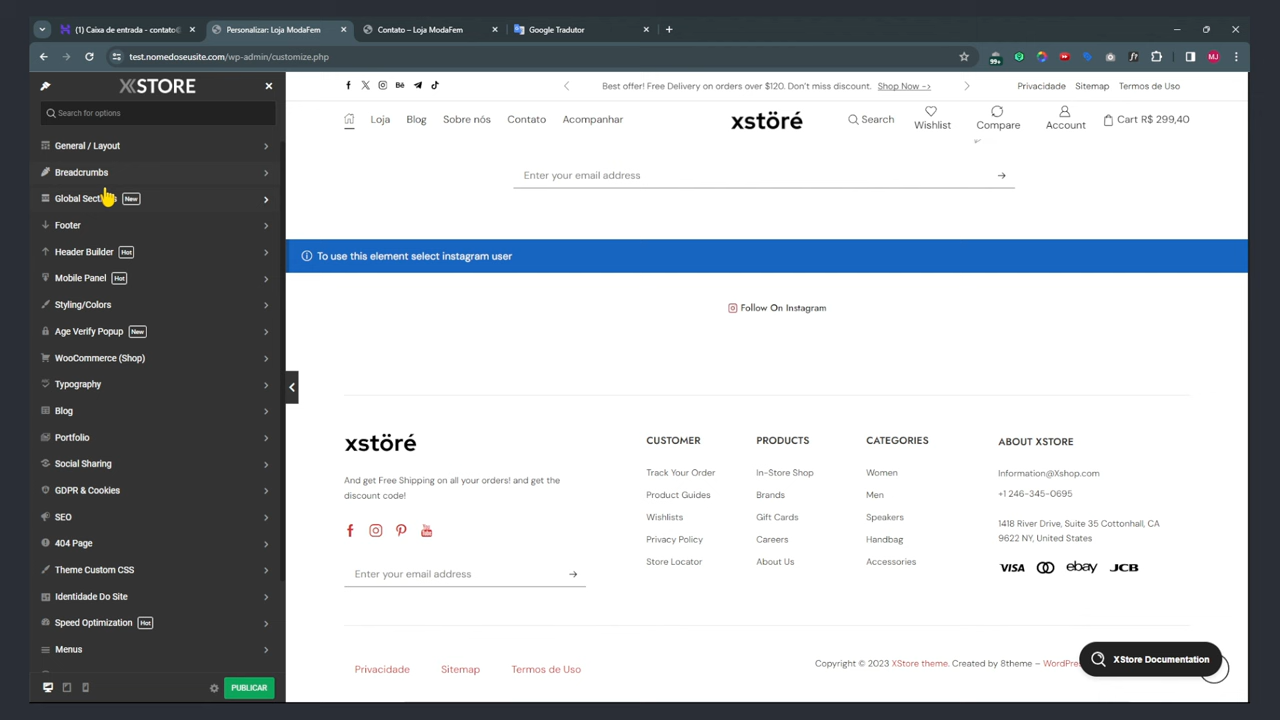 (1) Caixa de entrada - contato@
Personalizar: Loja ModaFem
Contato – Loja ModaFem
Google Tradutor
test.nomedoseusite.com/wp-admin/customize.php
99+
MJ
XSTORE
Search for options
General / Layout
Breadcrumbs
Global New
Footer
Header Builder Hot
Mobile Panel Hot
Styling/Colors
Age Verify Popup New
WooCommerce (Shop)
Typography
Blog
Portfolio
Social Sharing
GDPR & Cookies
SEO
404 Page
Theme Custom CSS
Identidade Do Site
Speed Optimization Hot
Menus
PUBLICAR
Best offer! Free Delivery on orders over $120. Don't miss discount. Shop Now ->
Privacidade Sitemap Termos de Uso
Loja Blog Sobre nós Contato Acompanhar
xstöré
Search Wishlist Compare Account Cart R$ 299,40
Enter your email address
To use this element select instagram user
Follow On Instagram
xstöré
And get Free Shipping on all your orders! and get the
discount code!
Enter your email address
CUSTOMER
Track Your Order
Product Guides
Wishlists
Privacy Policy
Store Locator
PRODUCTS
In-Store Shop
Brands
Gift Cards
Careers
About Us
CATEGORIES
Women
Men
Speakers
Handbag
Accessories
ABOUT XSTORE
Information@Xshop.com
+1 246-345-0695
1418 River Drive, Suite 35 Cottonhall, CA
9622 NY, United States
VISA ebay JCB
Privacidade Sitemap Termos de Uso
Copyright © 2023 XStore theme. Created by 8theme – WordPre
XStore Documentation